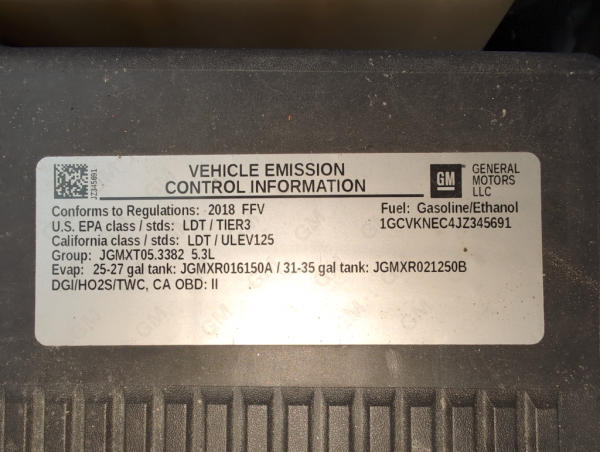 JZ345691
VEHICLE EMISSION
CONTROL INFORMATION
GM
GENERAL
MOTORS
LLC
Conforms to Regulations: 2018 FFV
Fuel: Gasoline/Ethanol
U.S. EPA class / stds: LDT / TIER3
1GCVKNEC4JZ345691
California class / stds: LDT / ULEV125
Group: JGMXT05.3382 5.3L
Evap: 25-27 gal tank: JGMXR016150A / 31-35 gal tank: JGMXR021250B
DGI/HO2S/TWC, CA OBD: II